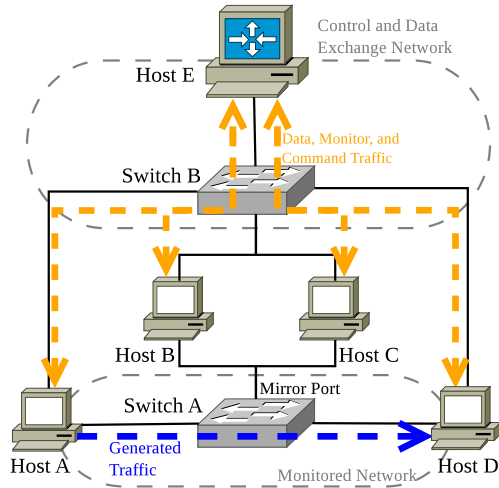 Control and Data
Exchange Network
Host E
Data, Monitor, and
Command Traffic
Switch B
Host B
Host C
Mirror Port
Switch A
Generated
Traffic
Host A
Host D
Monitored Network